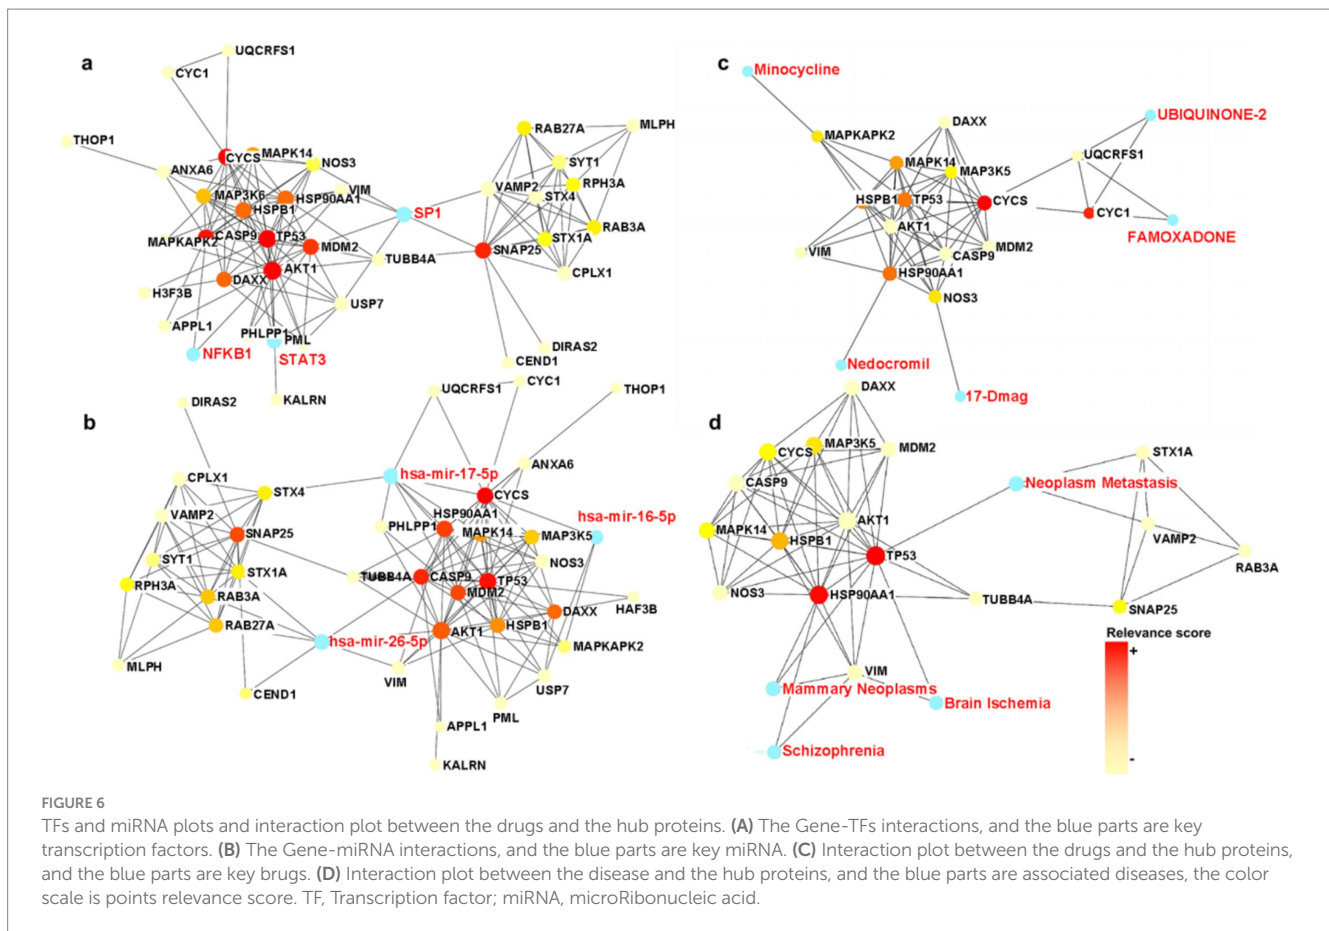 a
UQCRFS1
CYC1
THOP1
CYCS
MAPK14
NOS3
ANXA6
MAP3K6
HSP90AA1
VIM
HSPB1
SP1
MAPKAPK2
CASP9
TP53
MDM2
AKT1
DAXX
TUBB4A
H3F3B
USP7
APPL1
PHLPP1
PML
NFKB1
STAT3
KALRN
RAB27A
MLPH
SYT1
VAMP2
RPH3A
STX4
RAB3A
STX1A
SNAP25
CPLX1
DIRAS2
CEND1
c
Minocycline
DAXX
UBIQUINONE-2
MAPKAPK2
UQCRFS1
MAPK14
MAP3K5
HSPB1
TP53
CYCS
CYC1
AKT1
FAMOXADONE
VIM
MDM2
CASP9
HSP90AA1
NOS3
Nedocromil
17-Dmag
b
DIRAS2
UQCRFS1
CYC1
THOP1
CPLX1
STX4
hsa-mir-17-5p
ANXA6
CYCS
VAMP2
HSP90AA1
hsa-mir-16-5p
SNAP25
PHLPP1
MAPK14
MAP3K5
SYT1
NOS3
STX1A
RPH3A
TUBB4A
CASP9
TP53
RAB3A
MDM2
HAF3B
DAXX
RAB27A
AKT1
HSPB1
hsa-mir-26-5p
MAPKAPK2
MLPH
VIM
USP7
CEND1
PML
APPL1
KALRN
d
DAXX
CYCS
MAP3K5
MDM2
STX1A
CASP9
Neoplasm Metastasis
AKT1
MAPK14
HSPB1
VAMP2
TP53
RAB3A
NOS3
HSP90AA1
TUBB4A
SNAP25
Relevance score
+
-
VIM
Mammary Neoplasms
Brain Ischemia
Schizophrenia
FIGURE 6
TFs and miRNA plots and interaction plot between the drugs and the hub proteins. (A) The Gene-TFs interactions, and the blue parts are key
transcription factors. (B) The Gene-miRNA interactions, and the blue parts are key miRNA. (C) Interaction plot between the drugs and the hub proteins,
and the blue parts are key brugs. (D) Interaction plot between the disease and the hub proteins, and the blue parts are associated diseases, the color
scale is points relevance score. TF, Transcription factor; miRNA, microRibonucleic acid.